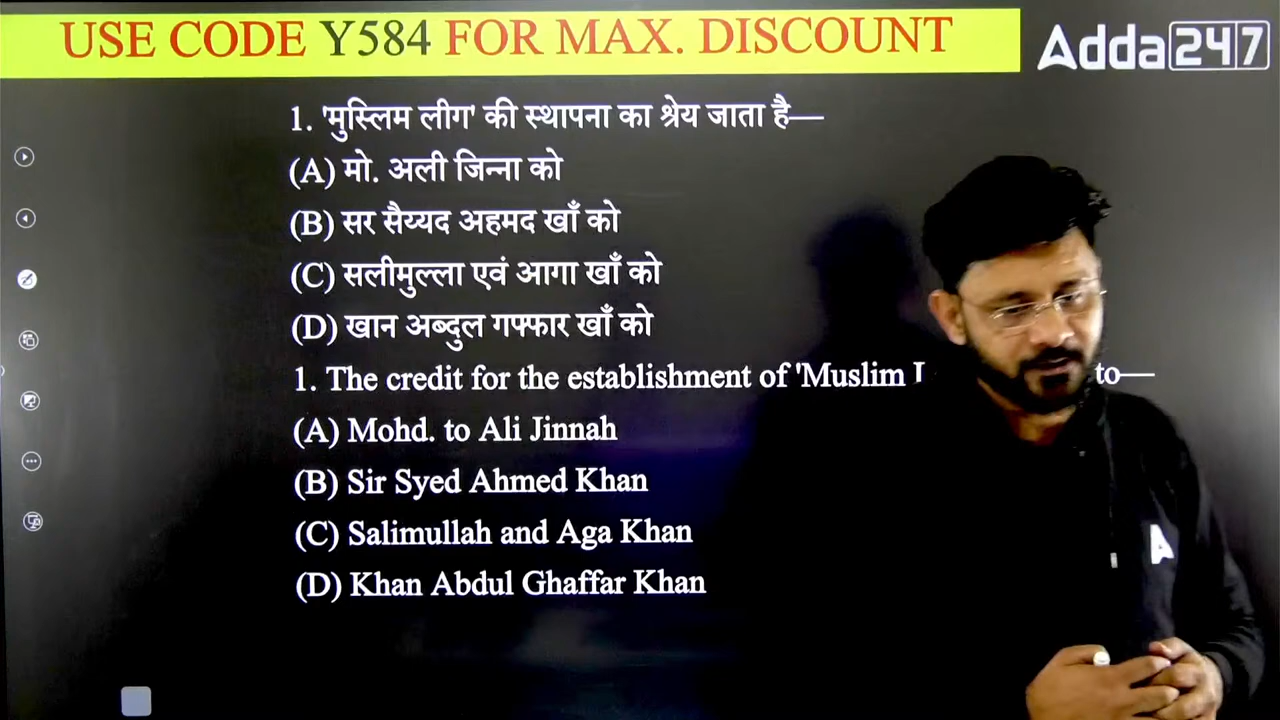 USE CODE Y584 FOR MAX. DISCOUNT
Adda247
1. 'मुस्लिम लीग' की स्थापना का श्रेय जाता है—
(A) मो. अली जिन्ना को
(B) सर सैय्यद अहमद खाँ को
(C) सलीमुल्ला एवं आगा खाँ को
(D) खान अब्दुल गफ्फार खाँ को
1. The credit for the establishment of 'Muslim to—
(A) Mohd. to Ali Jinnah
(B) Sir Syed Ahmed Khan
(C) Salimullah and Aga Khan
(D) Khan Abdul Ghaffar Khan
A